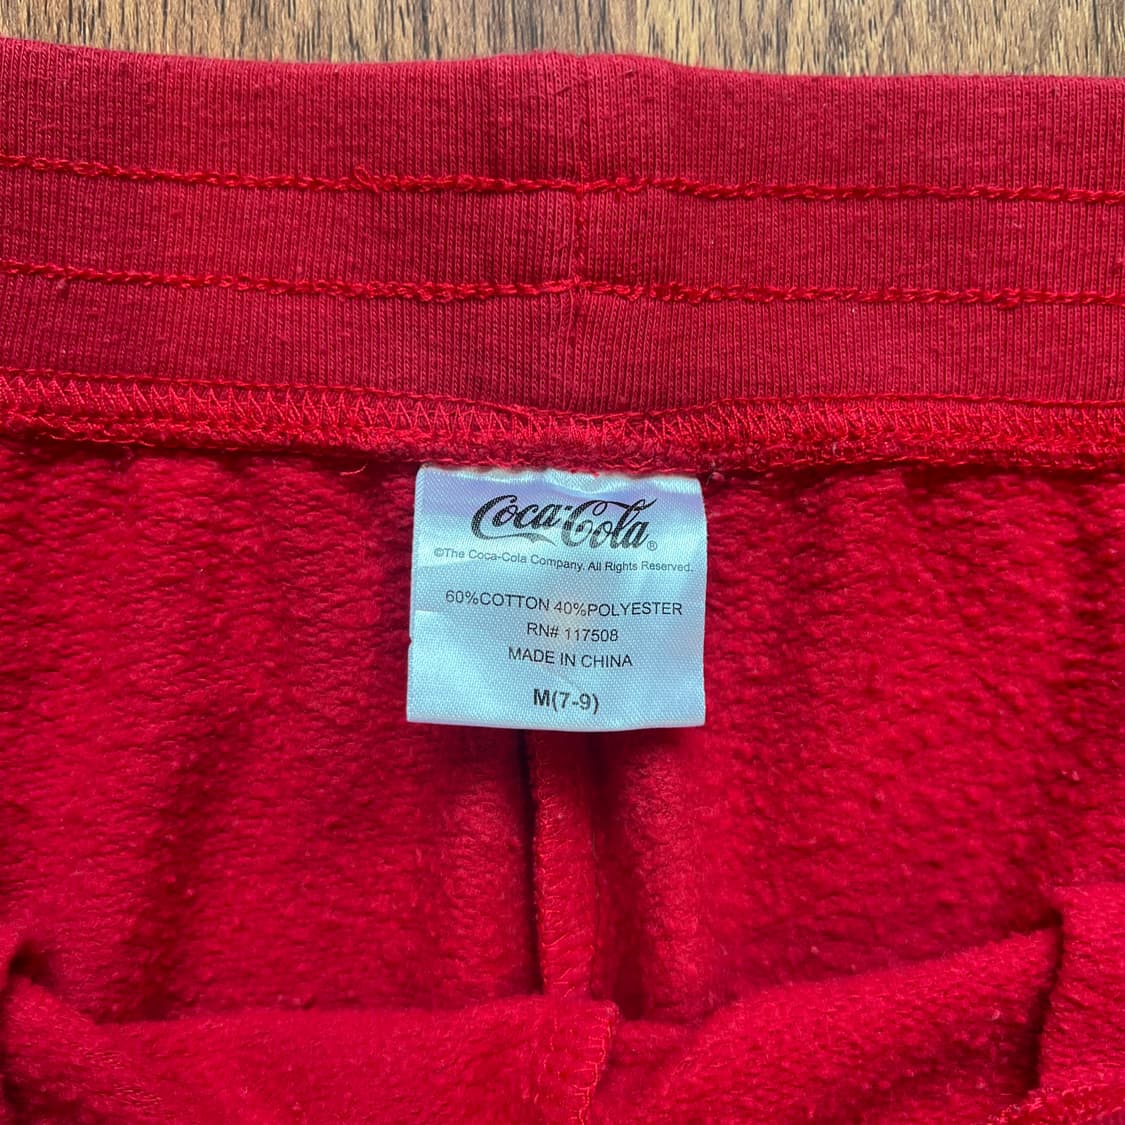 Coca-Cola®
©The Coca-Cola Company. All Rights Reserved.
60%COTTON 40%POLYESTER
RN# 117508
MADE IN CHINA
M(7-9)